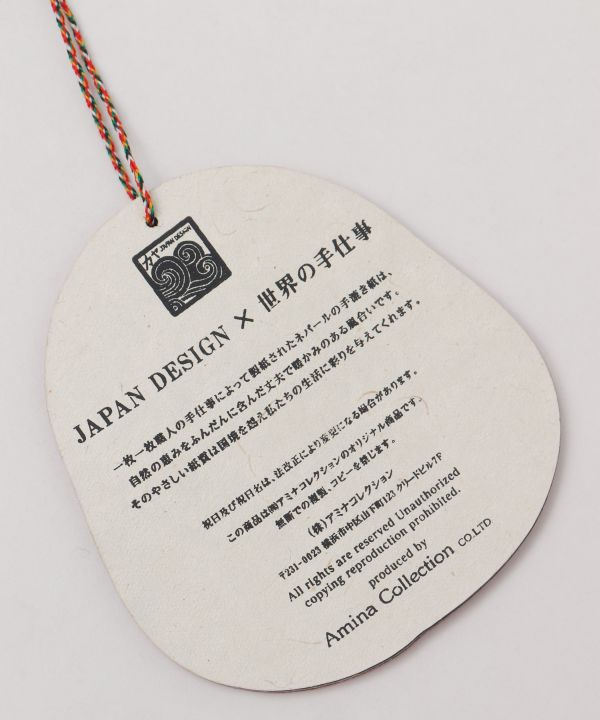 カヤ JAPAN DESIGN
JAPAN DESIGN × 世界の手仕事
一枚一枚職人の手仕事によって製紙されたネパールの手漉き紙は、
自然の恵みをふんだんに含んだ丈夫で暖かみのある風合いです。
そのやさしい紙質は国境を越え私たちの生活に彩りを与えてくれます。
祝日及び祝日名は、法改正により変更になる場合があります。
この商品は㈱アミナコレクションのオリジナル商品です。
無断での複製、コピーを禁じます。
(株)アミナコレクション
〒231-0023 横浜市中区山下町123 クリードビル7F
All rights are reserved Unauthorized
copying reproduction prohibited.
produced by
Amina Collection CO.LTD